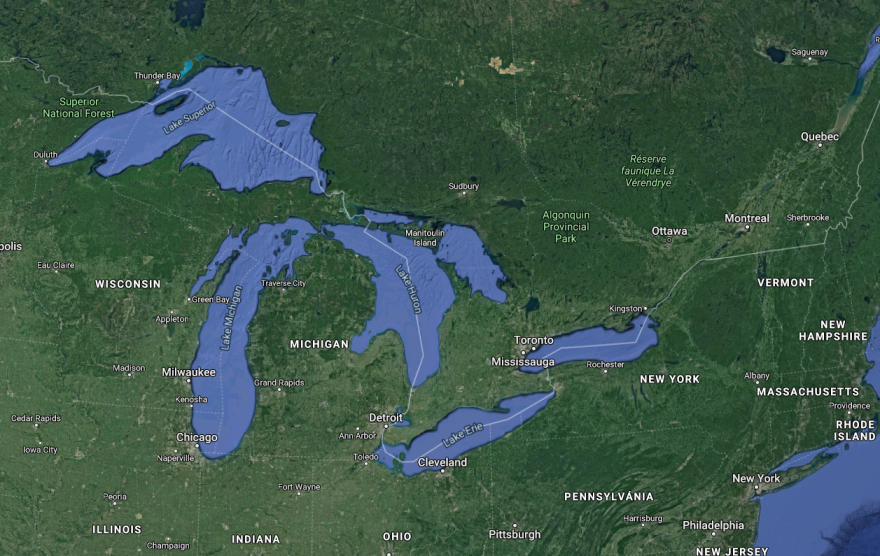 Saguenay
Thunder Bay
Superior
National Forest
Lake Superior
Quebec
Duluth
Réserve
faunique La
Vérendrye
Sudbury
Algonquin
Provincial
Park
Montreal
Sherbrooke
Ottawa
Manitoulin
Island
polis
Eau Claire
WISCONSIN
Traverse City
VERMONT
Lake Huron
Green Bay
Lake Michigan
Kingston
Appleton
NEW
HAMPSHIRE
MICHIGAN
Toronto
Mississauga
Rochester
Madison
Milwaukee
Grand Rapids
NEW YORK
Albany
MASSACHUSETTS
Kenosha
Providence
Cedar Rapids
Detroit
RHODE
ISLAND
Chicago
Ann Arbor
Lake Erie
Iowa City
Naperville
Toledo
Cleveland
New York
Fort Wayne
Peoria
PENNSYLVANIA
Harrisburg
Philadelphia
ILLINOIS
Champaign
INDIANA
OHIO
Pittsburgh
NEW JERSEY